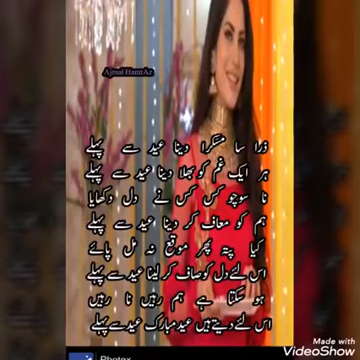 Ajmal HamrAz
ذرا سا مسکرا دینا عید سے پہلے
ہر ایک غم کو بھلا دینا عید سے پہلے
نا سوچو کس کس نے دل دکھایا
ہم کو معاف کر دینا عید سے پہلے
کیا پتہ پھر موقع نہ مل پائے
اس لئے دل کو صاف کر لینا عید سے پہلے
ہو سکتا ہے ہم رہیں نا رہیں
اس لئے دیتے ہیں عید مبارک عید سے پہلے
Made with
VideoShow